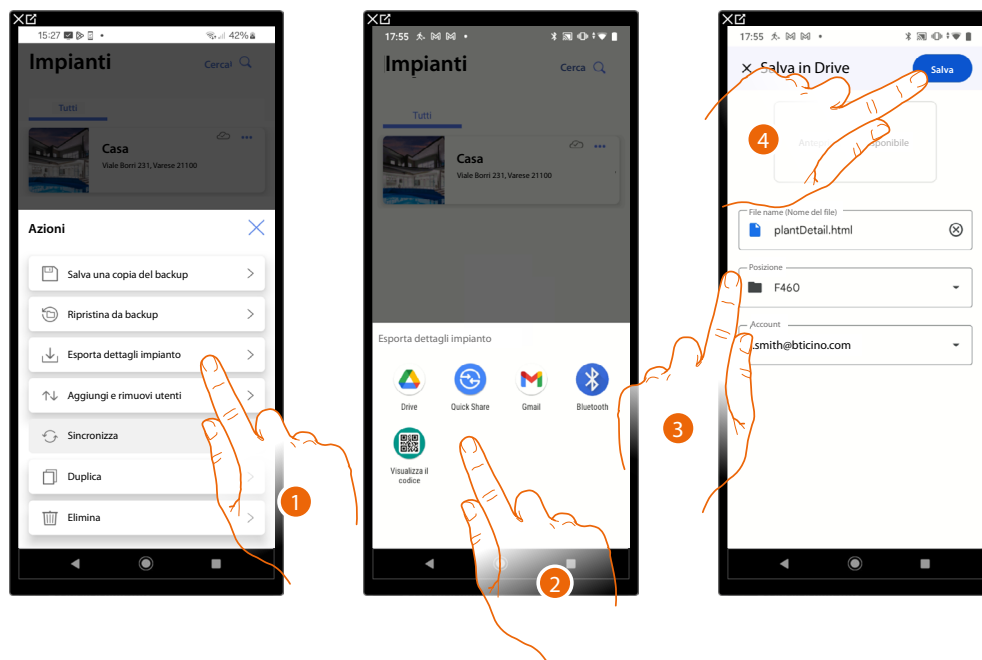 15:27
42%
Impianti
Cerca!
Tutti
Casa
Viale Borri 231, Varese 21100
Azioni
Salva una copia del backup
Ripristina da backup
Esporta dettagli impianto
Aggiungi e rimuovi utenti
Sincronizza
Duplica
Elimina
1
17:55
Impianti
Cerca
Tutti
Casa
Viale Borri 231, Varese 21100
Esporta dettagli impianto
Drive
Quick Share
Gmail
Bluetooth
Visualizza il
codice
2
17:55
Salva in Drive
Salva
4
File name (Nome del file)
plantDetail.html
Posizione
F460
Account
.smith@bticino.com
3